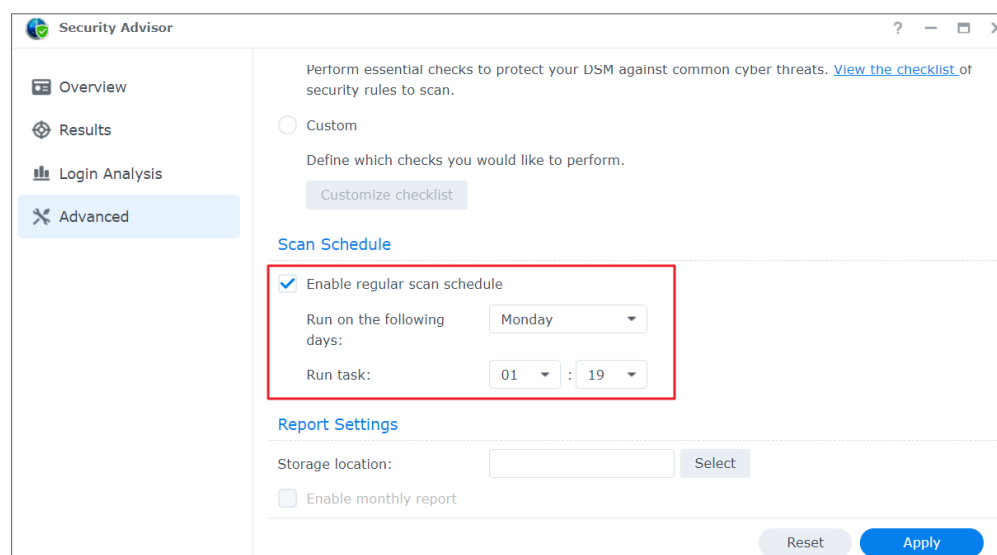 Security Advisor
Overview
Results
Login Analysis
Advanced
Perform essential checks to protect your DSM against common cyber threats. View the checklist of
security rules to scan.
Custom
Define which checks you would like to perform.
Customize checklist
Scan Schedule
Enable regular scan schedule
Run on the following
days:
Monday
Run task:
01 : 19
Report Settings
Storage location:
Select
Enable monthly report
Reset
Apply